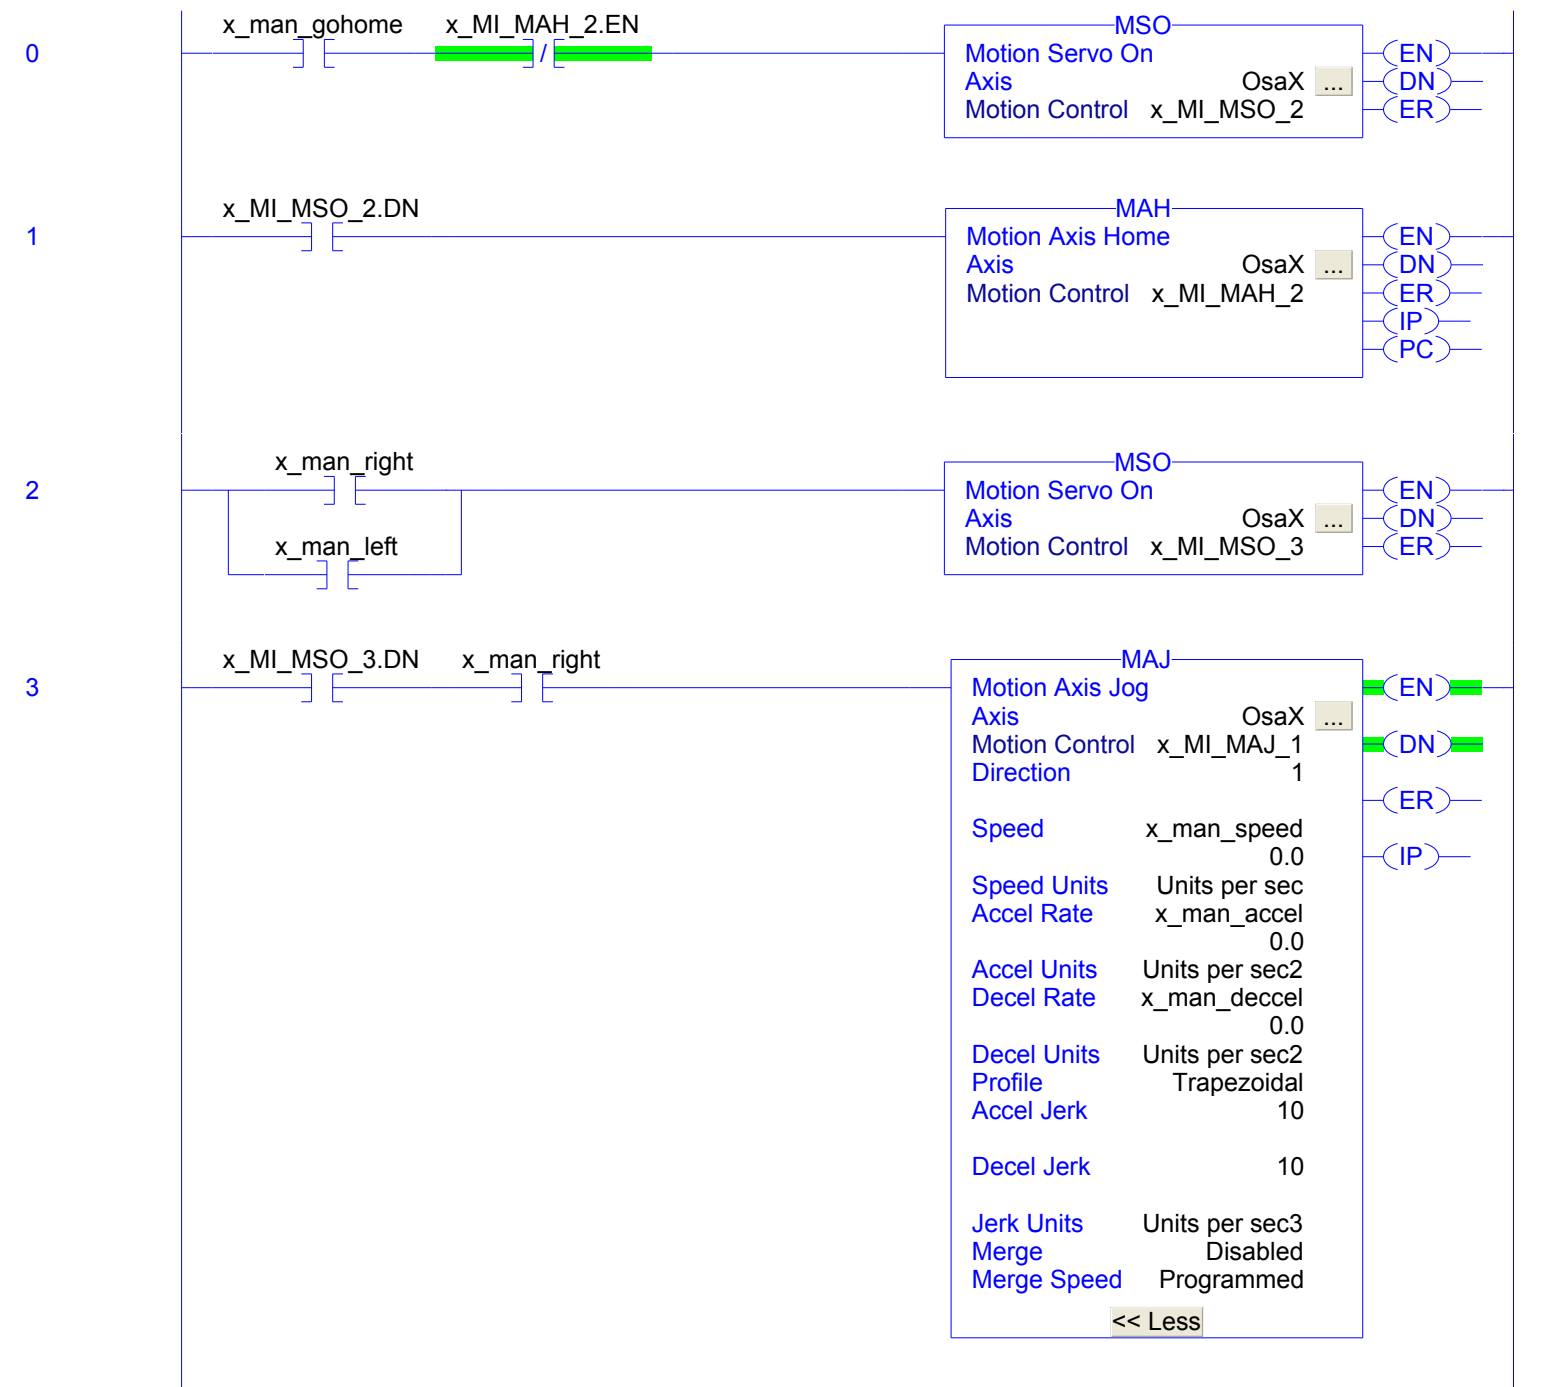 x_man_gohome x_MI_MAH_2.EN MSO
0 / Motion Servo On EN
Axis OsaX ... DN
Motion Control x_MI_MSO_2 ER
x_MI_MSO_2.DN MAH
1 Motion Axis Home EN
Axis OsaX ... DN
Motion Control x_MI_MAH_2 ER
IP
PC
x_man_right MSO
2 Motion Servo On EN
Axis OsaX ... DN
x_man_left Motion Control x_MI_MSO_3 ER
x_MI_MSO_3.DN x_man_right MAJ
3 Motion Axis Jog EN
Axis OsaX ...
Motion Control x_MI_MAJ_1 DN
Direction 1
ER
Speed x_man_speed
0.0 IP
Speed Units Units per sec
Accel Rate x_man_accel
0.0
Accel Units Units per sec2
Decel Rate x_man_deccel
0.0
Decel Units Units per sec2
Profile Trapezoidal
Accel Jerk 10
Decel Jerk 10
Jerk Units Units per sec3
Merge Disabled
Merge Speed Programmed
<< Less